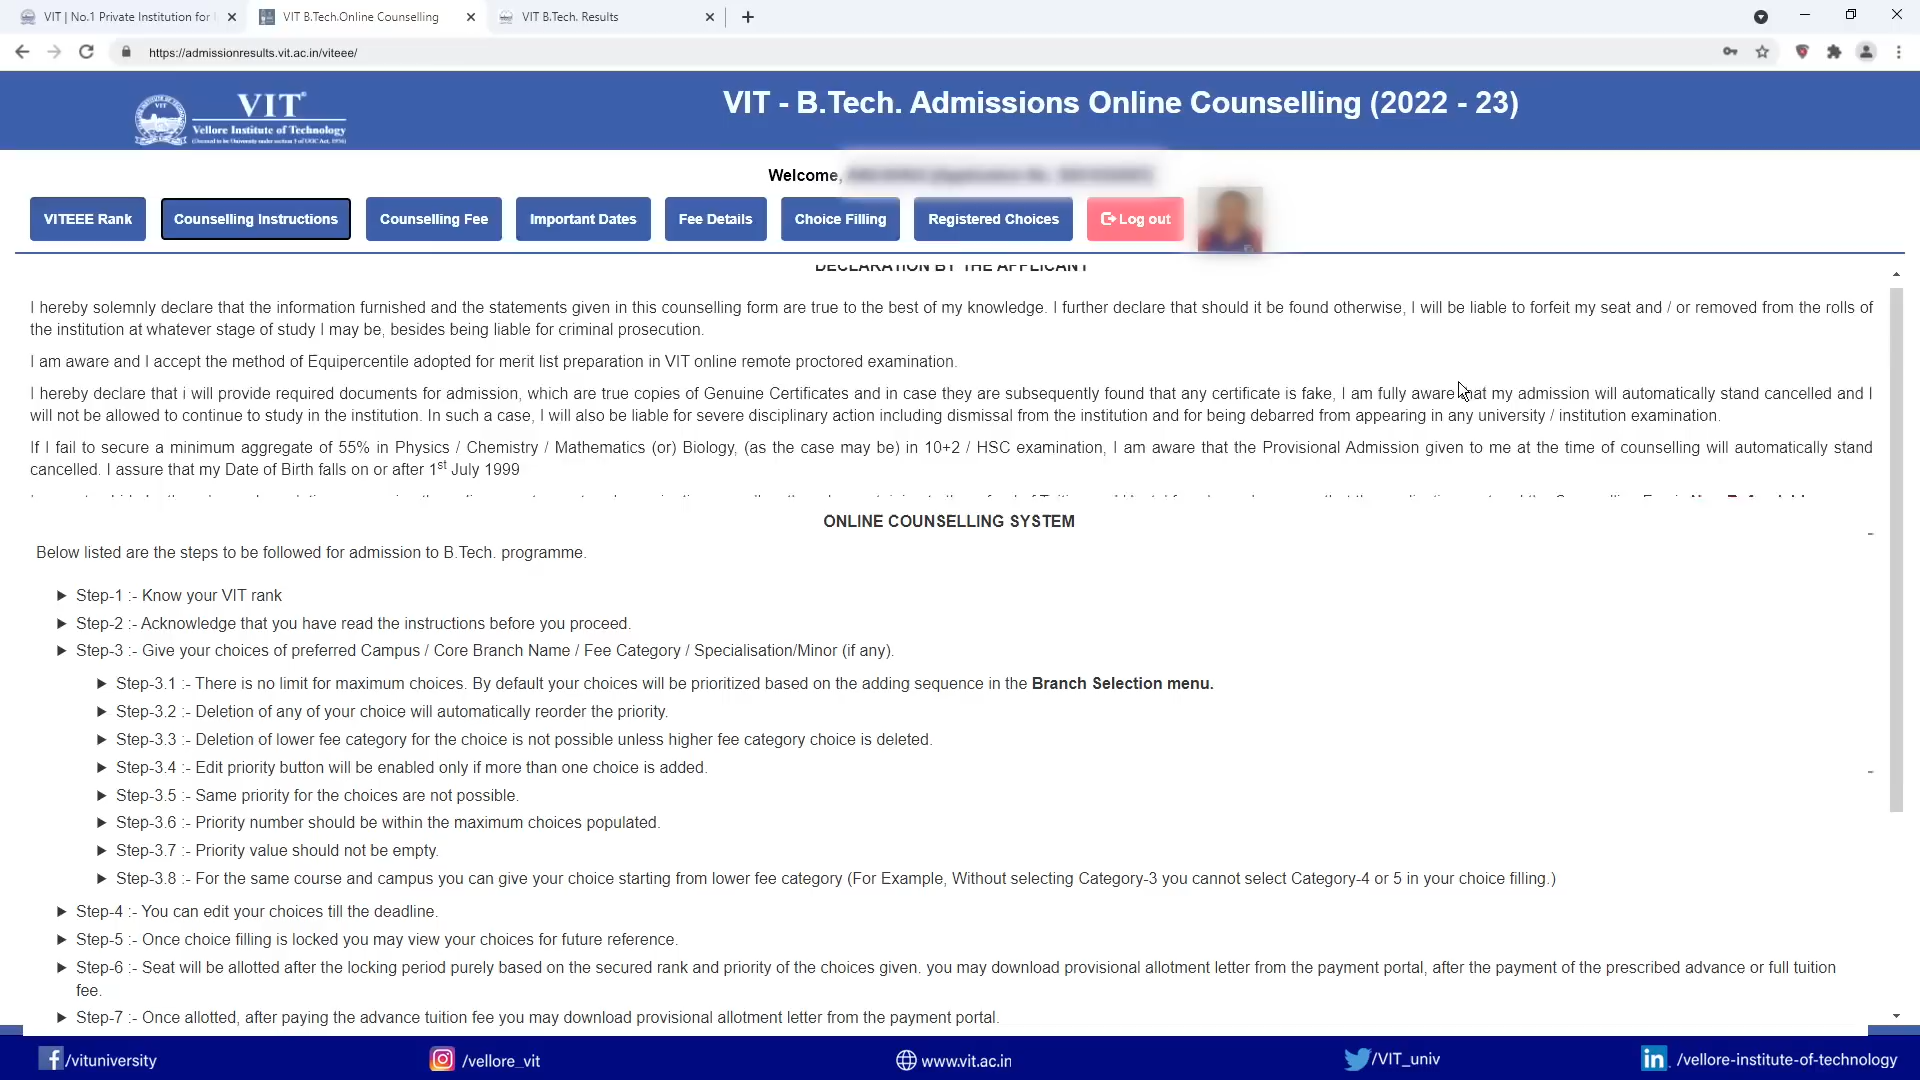 VIT | No.1 Private Institution for
VIT B.Tech.Online Counselling
VIT B.Tech. Results
https://admissionresults.vit.ac.in/viteee/
VIT
Vellore Institute of Technology
(Deemed to be University under section 3 of UGC Act, 1956)
VIT - B.Tech. Admissions Online Counselling (2022 - 23)
Welcome,
VITEEE Rank
Counselling Instructions
Counselling Fee
Important Dates
Fee Details
Choice Filling
Registered Choices
Log out
DECLARATION BY THE APPLICANT
I hereby solemnly declare that the information furnished and the statements given in this counselling form are true to the best of my knowledge. I further declare that should it be found otherwise, I will be liable to forfeit my seat and / or removed from the rolls of
the institution at whatever stage of study I may be, besides being liable for criminal prosecution.
I am aware and I accept the method of Equipercentile adopted for merit list preparation in VIT online remote proctored examination.
I hereby declare that i will provide required documents for admission, which are true copies of Genuine Certificates and in case they are subsequently found that any certificate is fake, I am fully aware that my admission will automatically stand cancelled and I
will not be allowed to continue to study in the institution. In such a case, I will also be liable for severe disciplinary action including dismissal from the institution and for being debarred from appearing in any university / institution examination.
If I fail to secure a minimum aggregate of 55% in Physics / Chemistry / Mathematics (or) Biology, (as the case may be) in 10+2 / HSC examination, I am aware that the Provisional Admission given to me at the time of counselling will automatically stand
cancelled. I assure that my Date of Birth falls on or after 1st July 1999
ONLINE COUNSELLING SYSTEM
Below listed are the steps to be followed for admission to B.Tech. programme.
Step-1 :- Know your VIT rank
Step-2 :- Acknowledge that you have read the instructions before you proceed.
Step-3 :- Give your choices of preferred Campus / Core Branch Name / Fee Category / Specialisation/Minor (if any).
Step-3.1 :- There is no limit for maximum choices. By default your choices will be prioritized based on the adding sequence in the Branch Selection menu.
Step-3.2 :- Deletion of any of your choice will automatically reorder the priority.
Step-3.3 :- Deletion of lower fee category for the choice is not possible unless higher fee category choice is deleted.
Step-3.4 :- Edit priority button will be enabled only if more than one choice is added.
Step-3.5 :- Same priority for the choices are not possible.
Step-3.6 :- Priority number should be within the maximum choices populated.
Step-3.7 :- Priority value should not be empty.
Step-3.8 :- For the same course and campus you can give your choice starting from lower fee category (For Example, Without selecting Category-3 you cannot select Category-4 or 5 in your choice filling.)
Step-4 :- You can edit your choices till the deadline.
Step-5 :- Once choice filling is locked you may view your choices for future reference.
Step-6 :- Seat will be allotted after the locking period purely based on the secured rank and priority of the choices given. you may download provisional allotment letter from the payment portal, after the payment of the prescribed advance or full tuition
fee.
Step-7 :- Once allotted, after paying the advance tuition fee you may download provisional allotment letter from the payment portal.
/vituniversity
/vellore_vit
www.vit.ac.in
/VIT_univ
/vellore-institute-of-technology